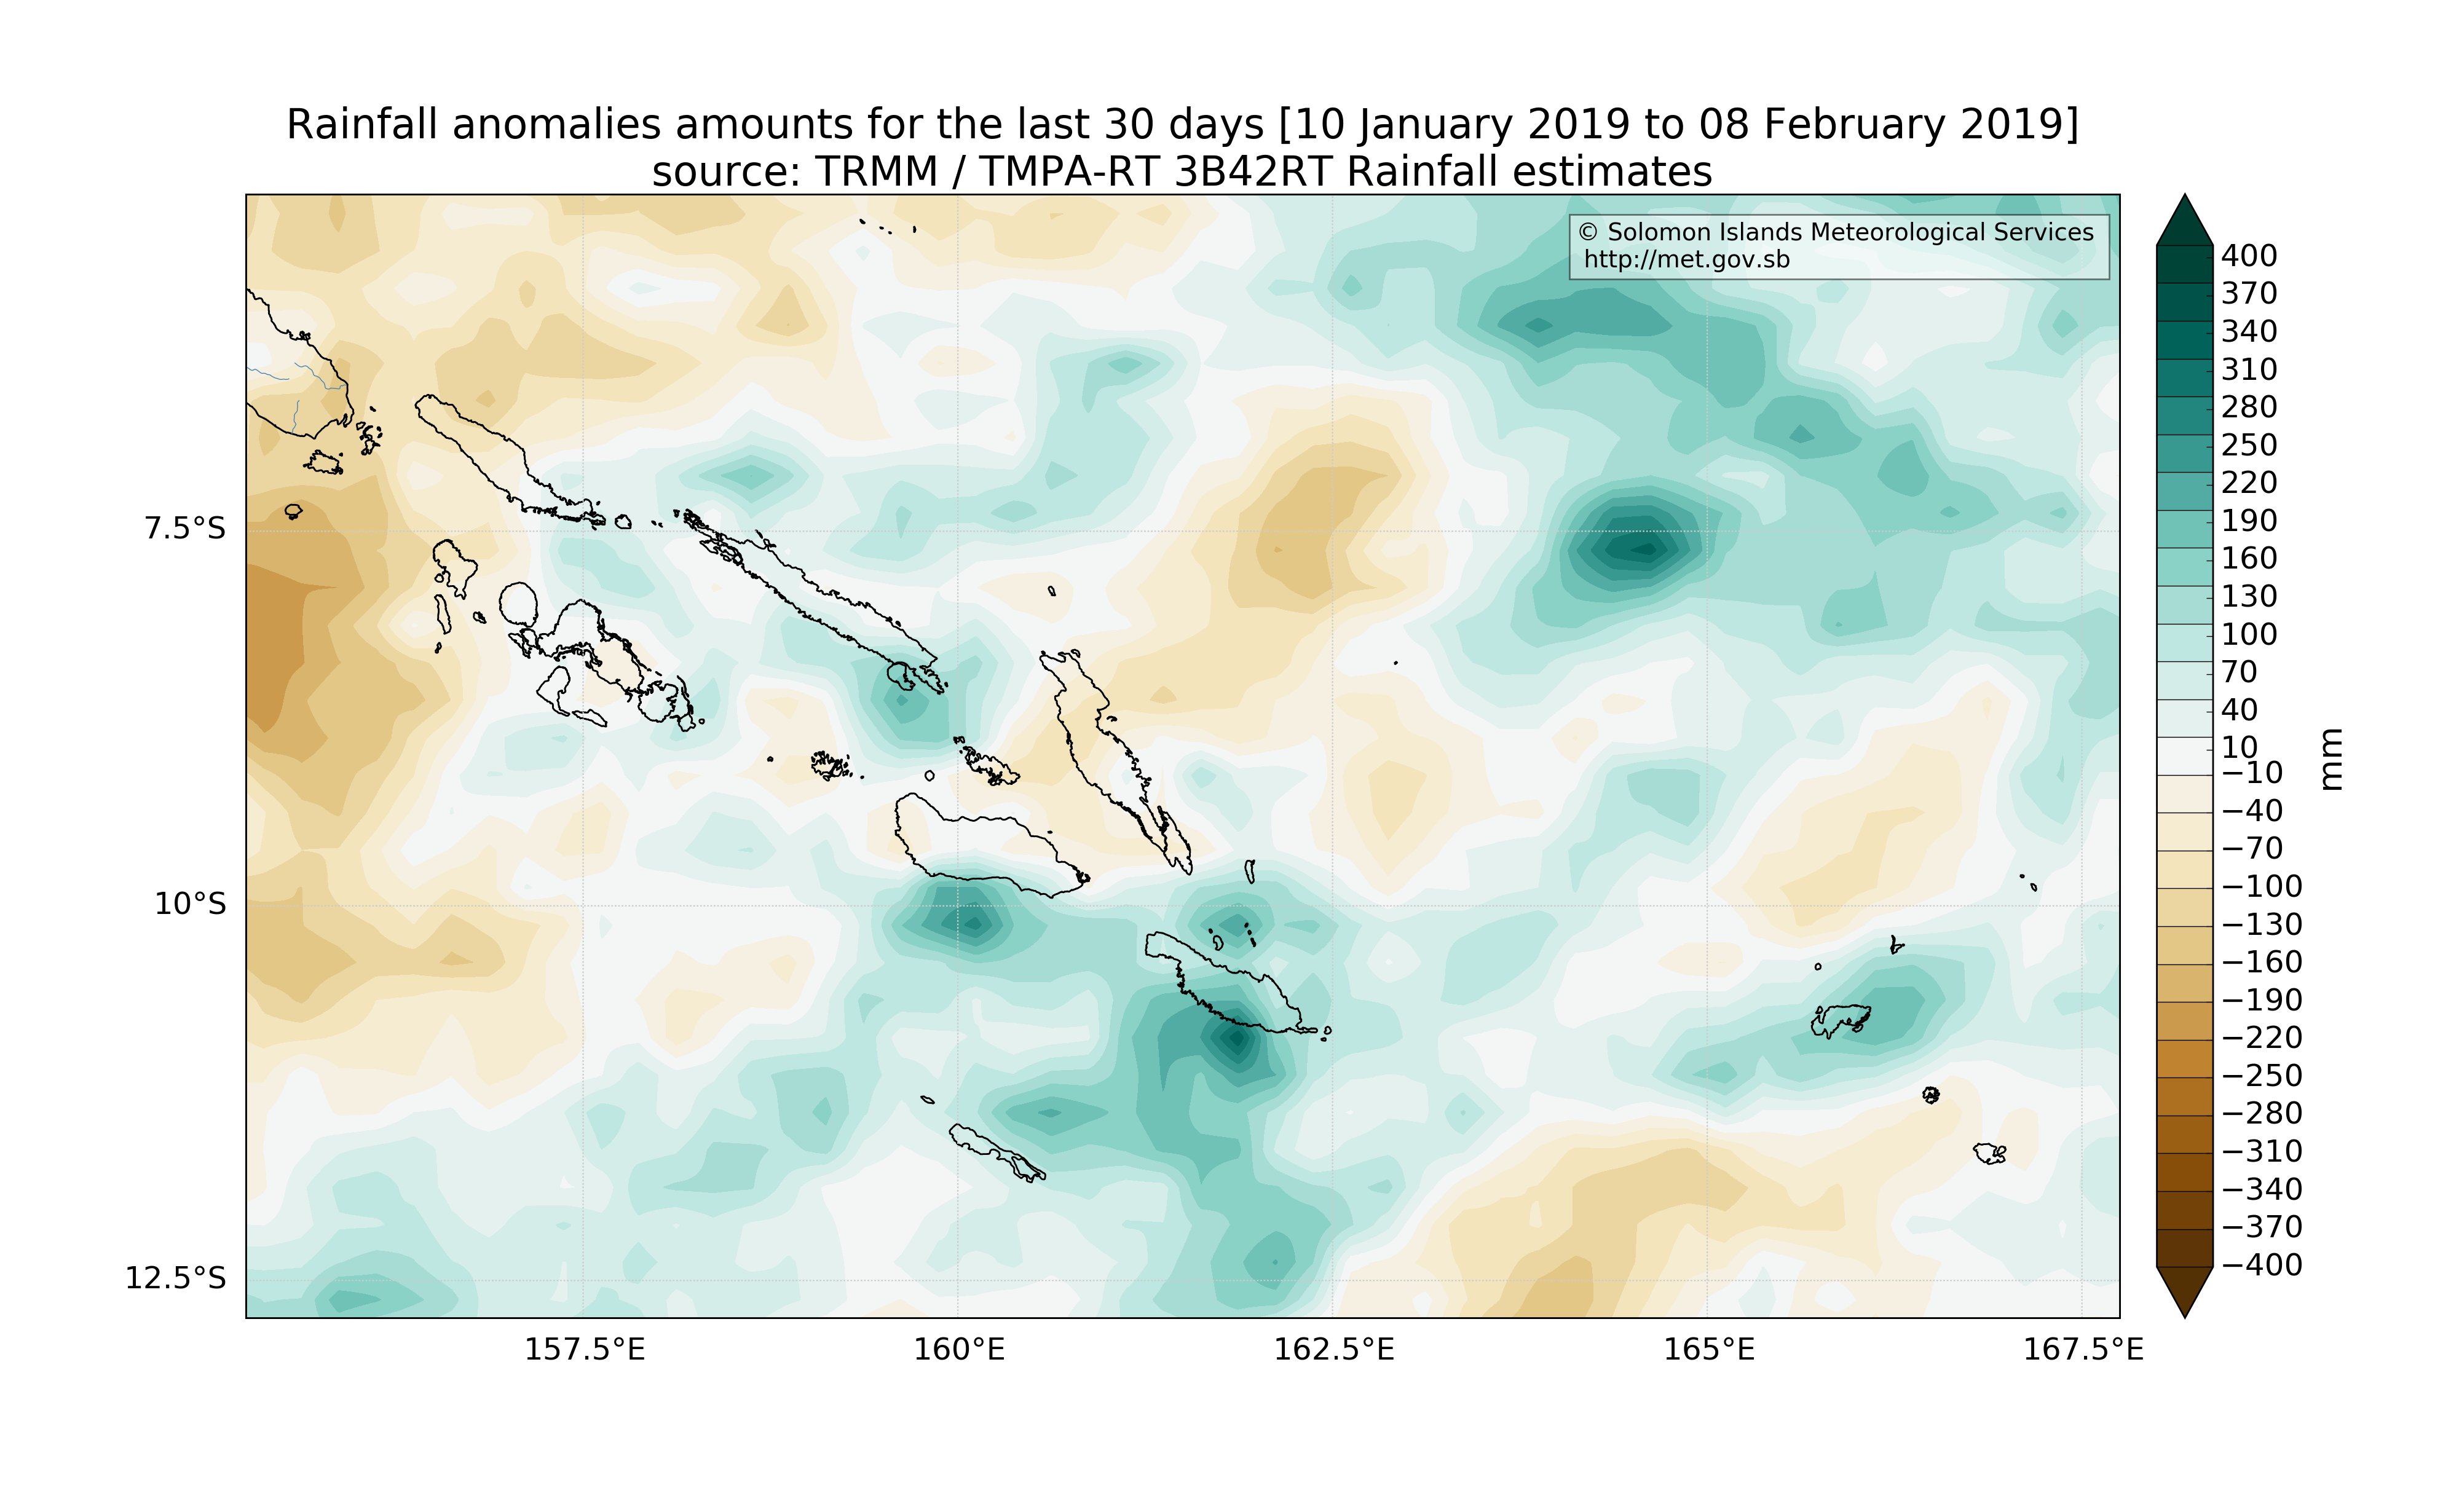 Rainfall anomalies amounts for the last 30 days [10 January 2019 to 08 February 2019]
source: TRMM / TMPA-RT 3B42RT Rainfall estimates
© Solomon Islands Meteorological Services
http://met.gov.sb
7.5°S
10°S
12.5°S
157.5°E
160°E
162.5°E
165°E
167.5°E
400
370
340
310
280
250
220
190
160
130
100
70
40
10
−10
−40
−70
−100
−130
−160
−190
−220
−250
−280
−310
−340
−370
−400
mm